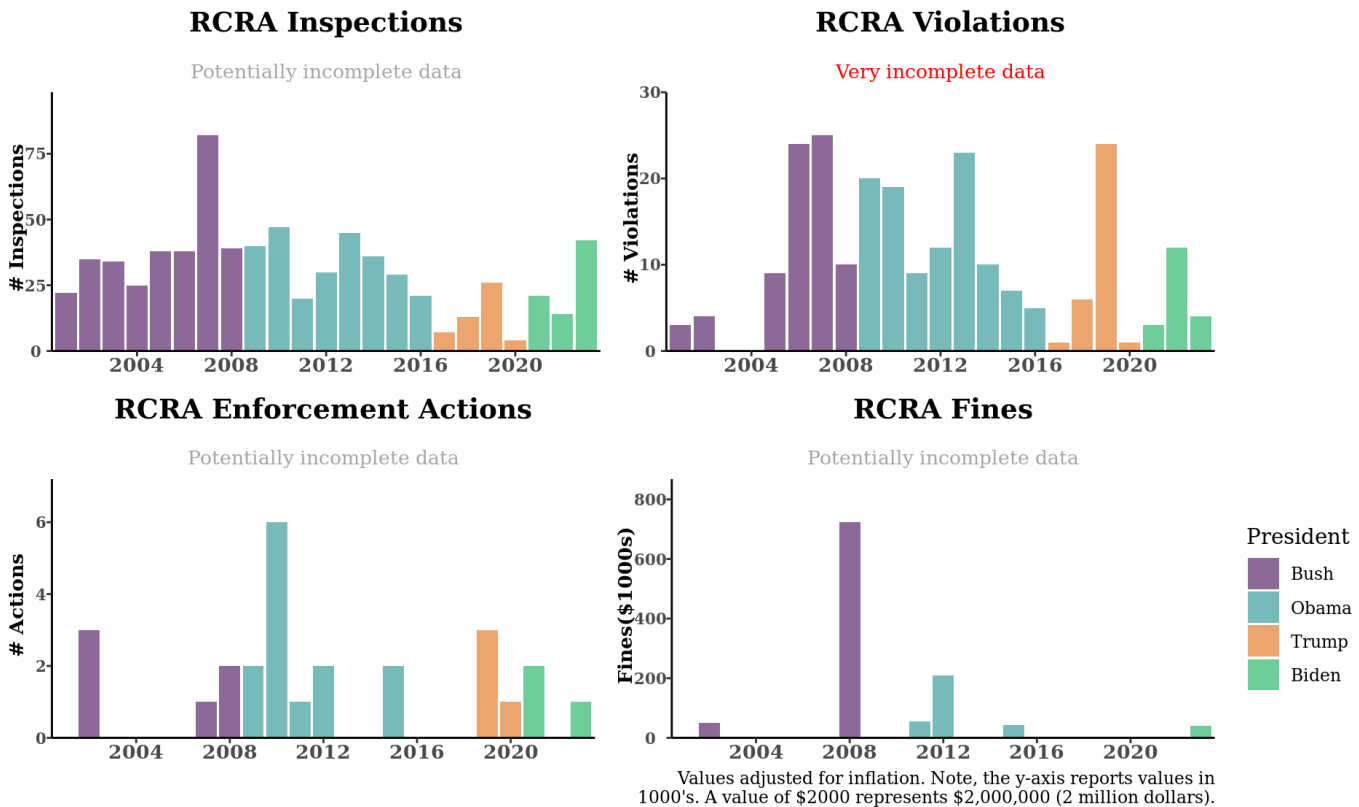 RCRA Inspections
Potentially incomplete data
# Inspections
75
50
25
0
2004 2008 2012 2016 2020
RCRA Violations
Very incomplete data
# Violations
30
20
10
0
2004 2008 2012 2016 2020
RCRA Enforcement Actions
Potentially incomplete data
# Actions
6
4
2
0
2004 2008 2012 2016 2020
RCRA Fines
Potentially incomplete data
Fines($1000s)
800
600
400
200
0
2004 2008 2012 2016 2020
President
Bush
Obama
Trump
Biden
Values adjusted for inflation. Note, the y-axis reports values in
1000's. A value of $2000 represents $2,000,000 (2 million dollars).